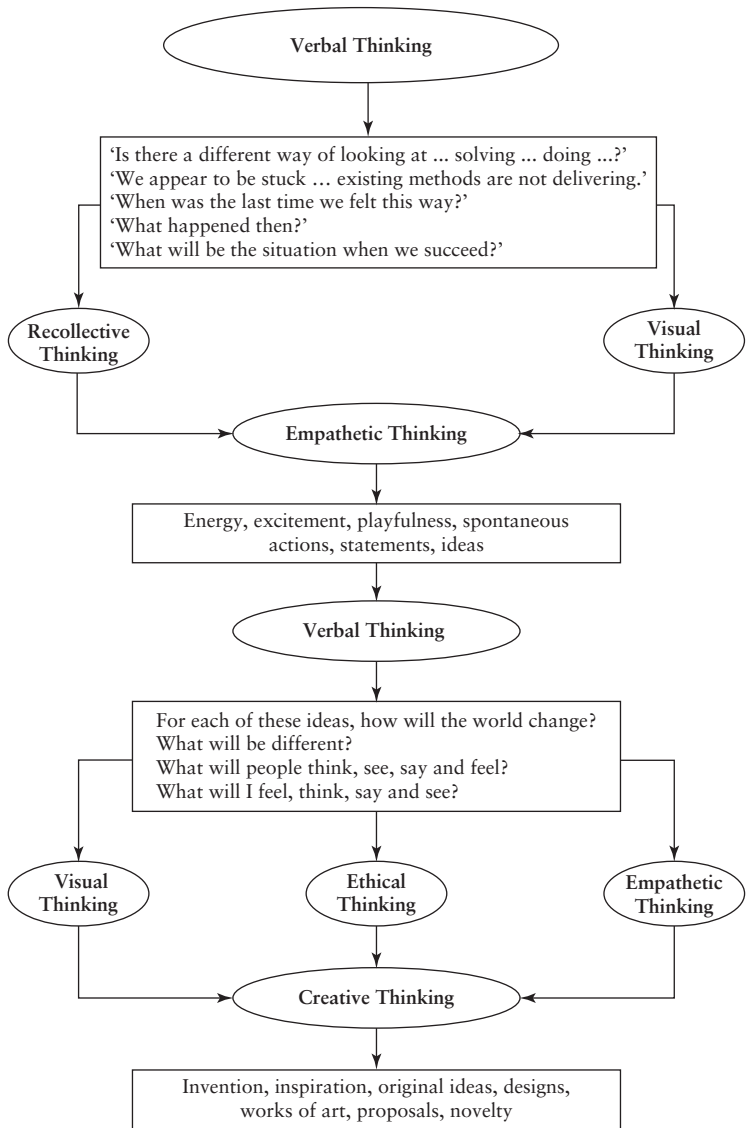 Verbal Thinking
‘Is there a different way of looking at ... solving ... doing ...?’
‘We appear to be stuck ... existing methods are not delivering.’
‘When was the last time we felt this way?’
‘What happened then?’
‘What will be the situation when we succeed?’
Recollective
Thinking
Visual
Thinking
Empathetic Thinking
Energy, excitement, playfulness, spontaneous
actions, statements, ideas
Verbal Thinking
For each of these ideas, how will the world change?
What will be different?
What will people think, see, say and feel?
What will I feel, think, say and see?
Visual
Thinking
Ethical
Thinking
Empathetic
Thinking
Creative Thinking
Invention, inspiration, original ideas, designs,
works of art, proposals, novelty